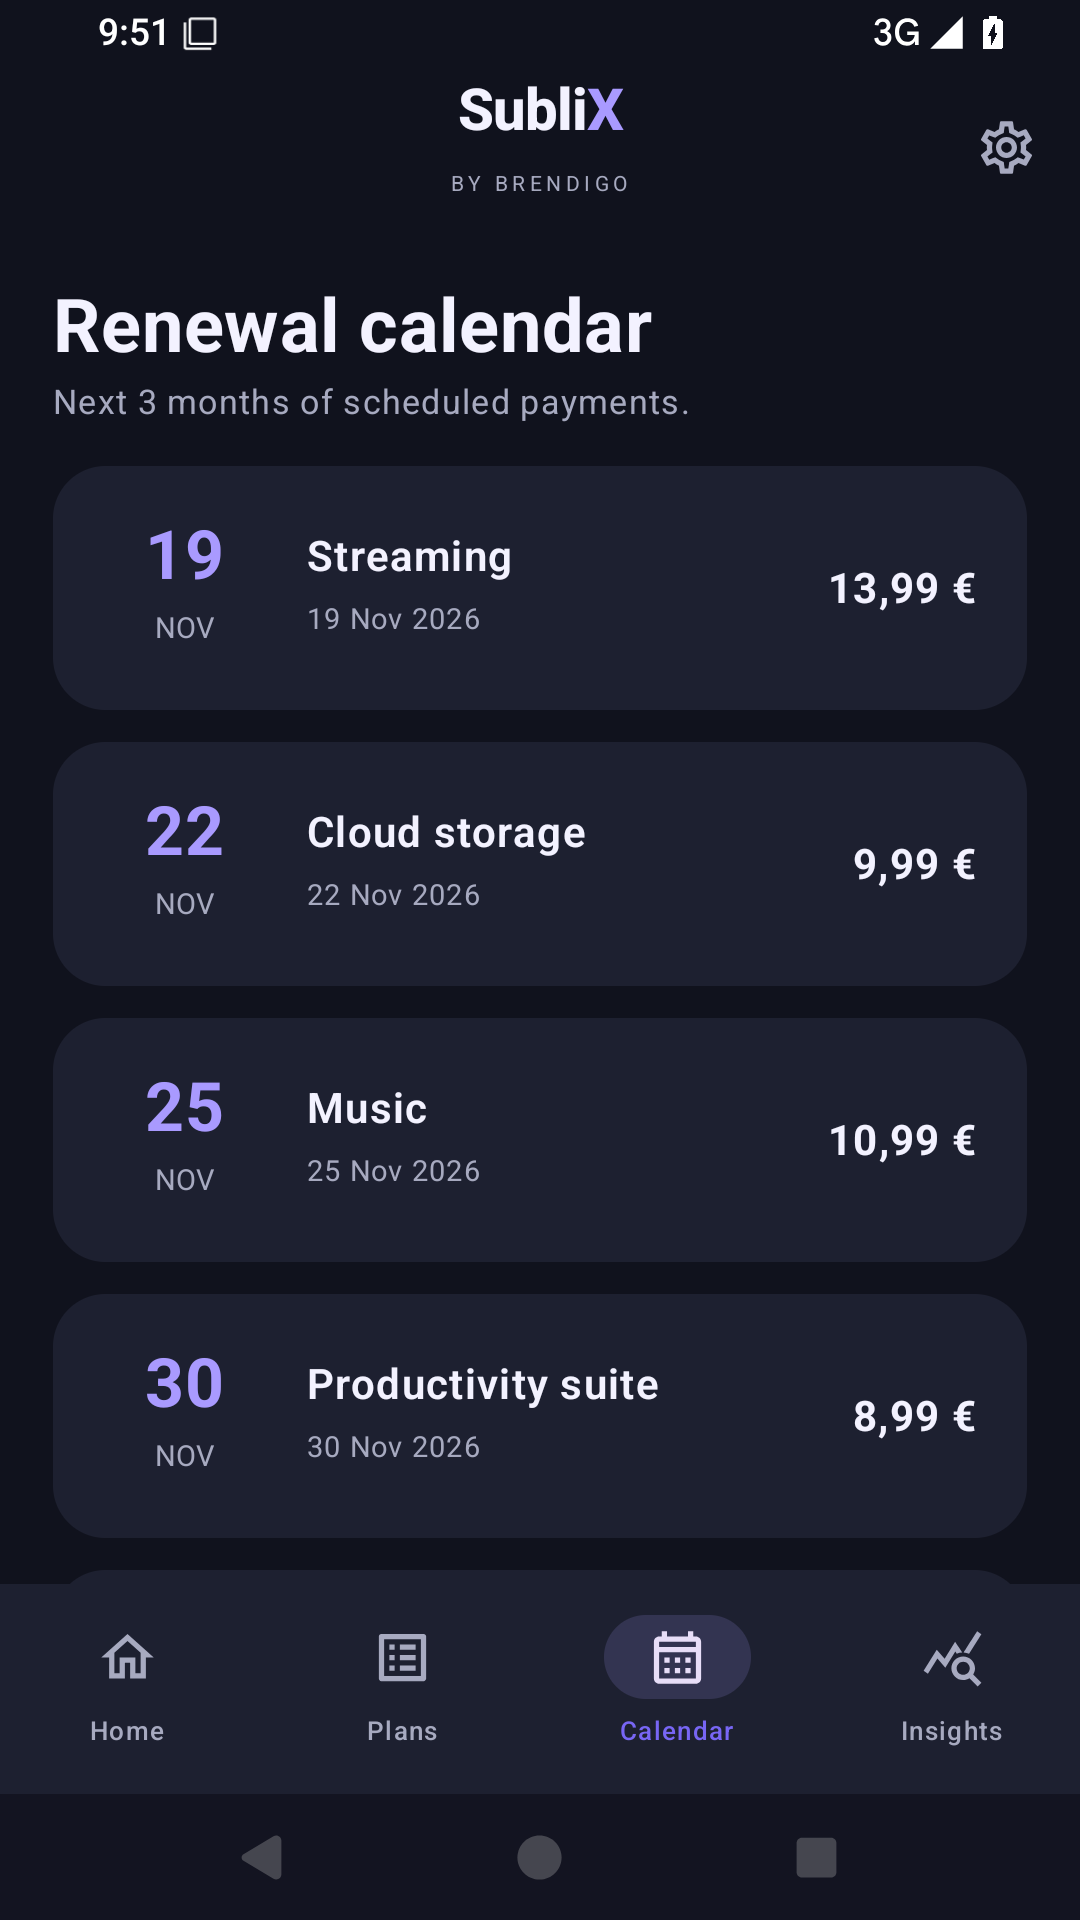 9:51
3G
SubliX
BY BRENDIGO
Renewal calendar
Next 3 months of scheduled payments.
19
NOV
Streaming
19 Nov 2026
13,99 €
22
NOV
Cloud storage
22 Nov 2026
9,99 €
25
NOV
Music
25 Nov 2026
10,99 €
30
NOV
Productivity suite
30 Nov 2026
8,99 €
Home
Plans
Calendar
Insights